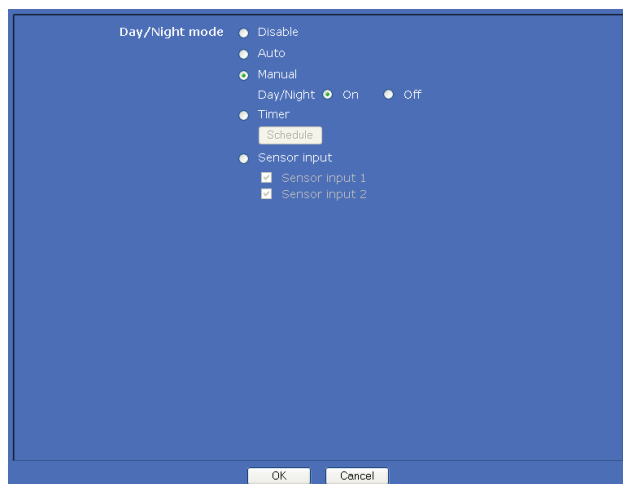 Day/Night mode Disable
Auto
Manual
Day/Night On Off
Timer
Schedule
Sensor input
Sensor input 1
Sensor input 2
OK Cancel